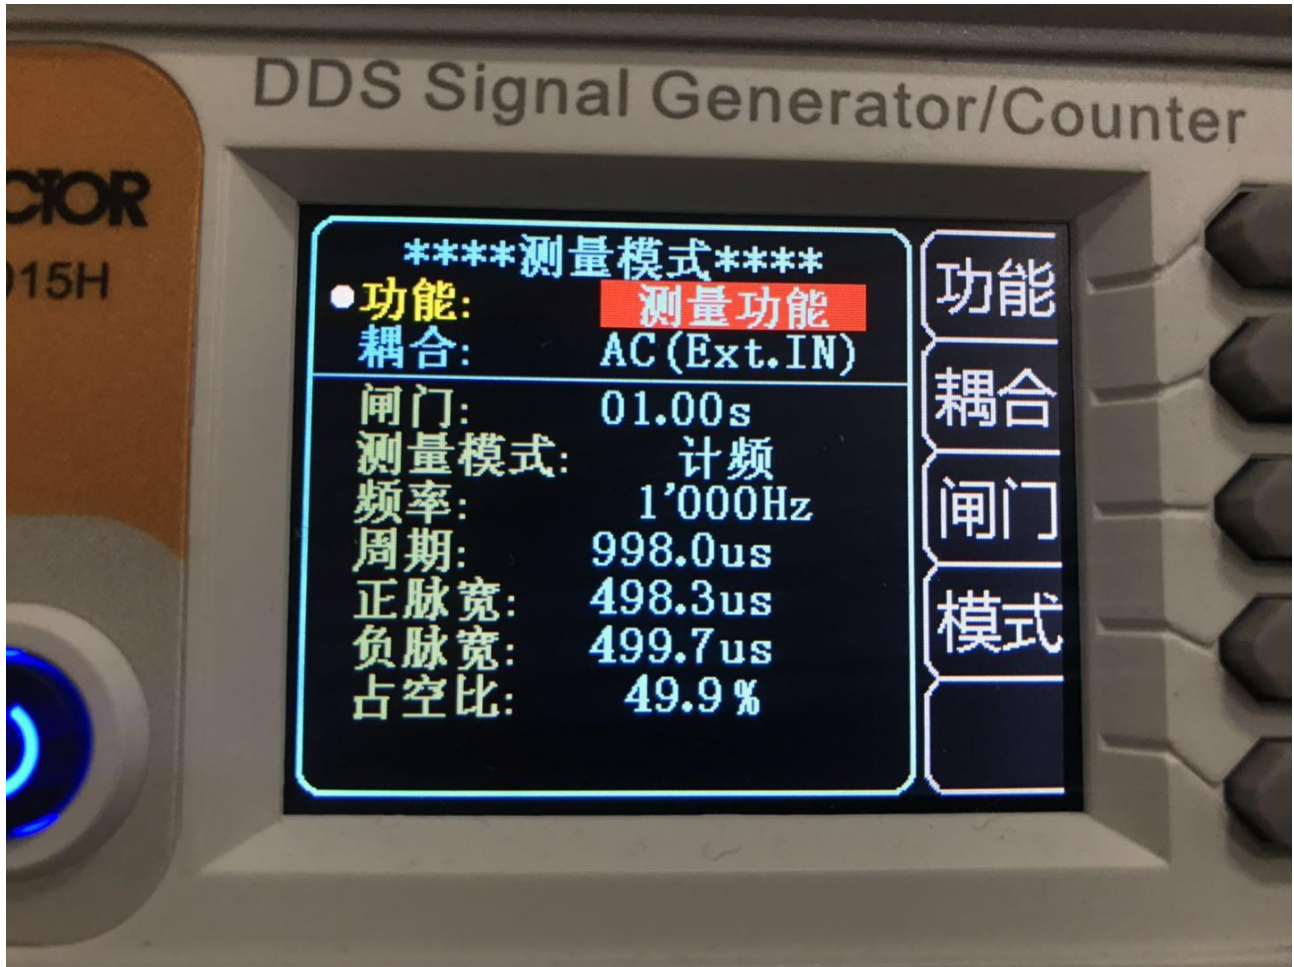 DDS Signal Generator/Counter
CTOR
015H
****测量模式****
功能: 测量功能
耦合: AC(Ext.IN)
闸门: 01.00s
测量模式: 计频
频率: 1'000Hz
周期: 998.0us
正脉宽: 498.3us
负脉宽: 499.7us
占空比: 49.9%
功能
耦合
闸门
模式